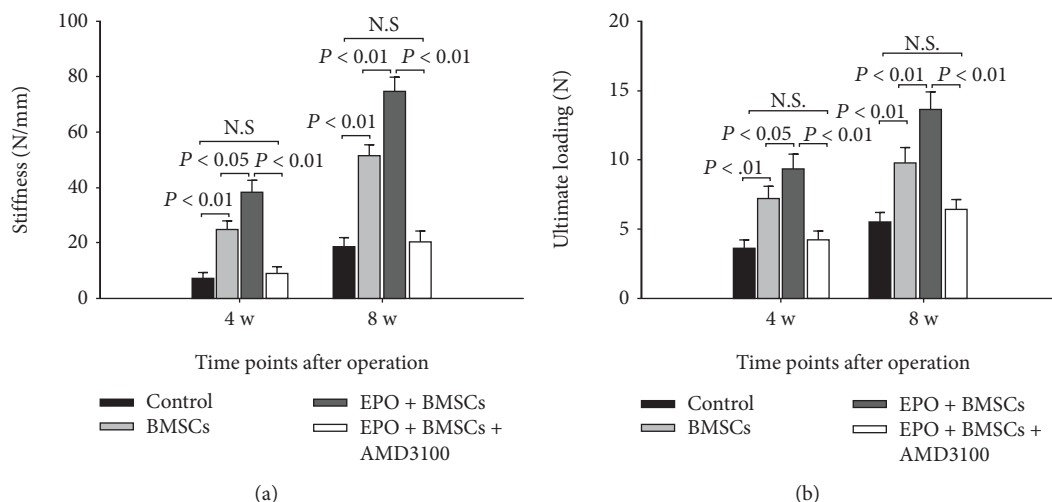 100
80
60
40
20
0
Stiffness (N/mm)
N.S
P < 0.01
P < 0.01
P < 0.01
N.S
P < 0.05
P < 0.01
P < 0.01
4 w
8 w
Time points after operation
Control
BMSCs
EPO + BMSCs
EPO + BMSCs +
AMD3100
(a)
20
15
10
5
0
Ultimate loading (N)
N.S.
P < 0.01
P < 0.01
P < 0.01
N.S.
P < 0.05
P < 0.01
P < .01
4 w
8 w
Time points after operation
Control
BMSCs
EPO + BMSCs
EPO + BMSCs +
AMD3100
(b)